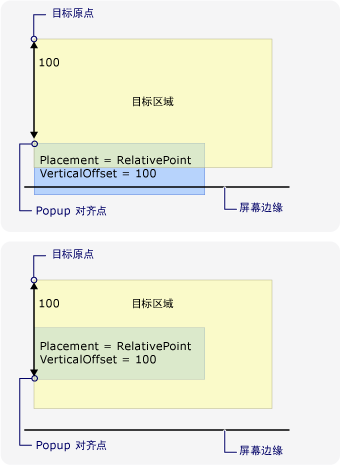 目标原点
100
目标区域
Placement = RelativePoint
VerticalOffset = 100
Popup 对齐点
屏幕边缘
目标原点
100
目标区域
Placement = RelativePoint
VerticalOffset = 100
Popup 对齐点
屏幕边缘